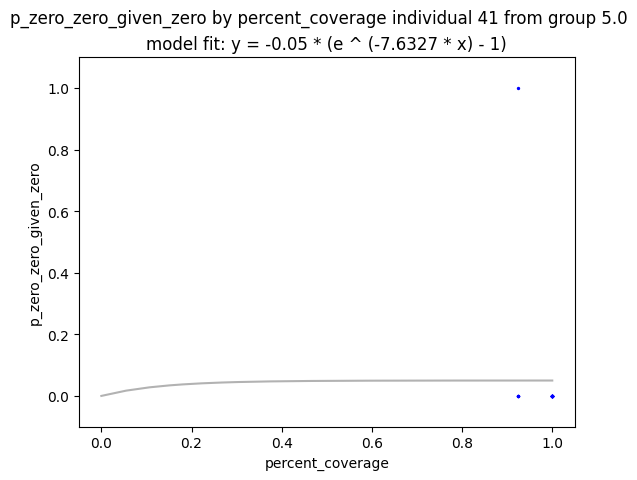 p_zero_zero_given_zero by percent_coverage individual 41 from group 5.0
model fit: y = -0.05 * (e ^ (-7.6327 * x) - 1)
1.0
0.8
0.6
0.4
0.2
0.0
p_zero_zero_given_zero
0.0 0.2 0.4 0.6 0.8 1.0
percent_coverage